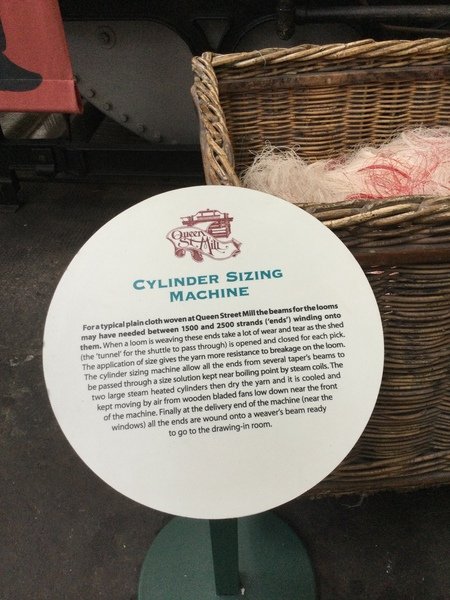 Queen
St. Mill
CYLINDER SIZING
MACHINE
For a typical plain cloth woven at Queen Street Mill the beams for the looms
may have needed between 1500 and 2500 strands ('ends') winding onto
them. When a loom is weaving these ends take a lot of wear and tear as the shed
(the 'tunnel' for the shuttle to pass through) is opened and closed for each pick.
The application of size gives the yarn more resistance to breakage on the loom.
The cylinder sizing machine allow all the ends from several taper's beams to
be passed through a size solution kept near boiling point by steam coils. The
two large steam heated cylinders then dry the yarn and it is cooled and
kept moving by air from wooden bladed fans low down near the front
of the machine. Finally at the delivery end of the machine (near the
windows) all the ends are wound onto a weaver's beam ready
to go to the drawing-in room.